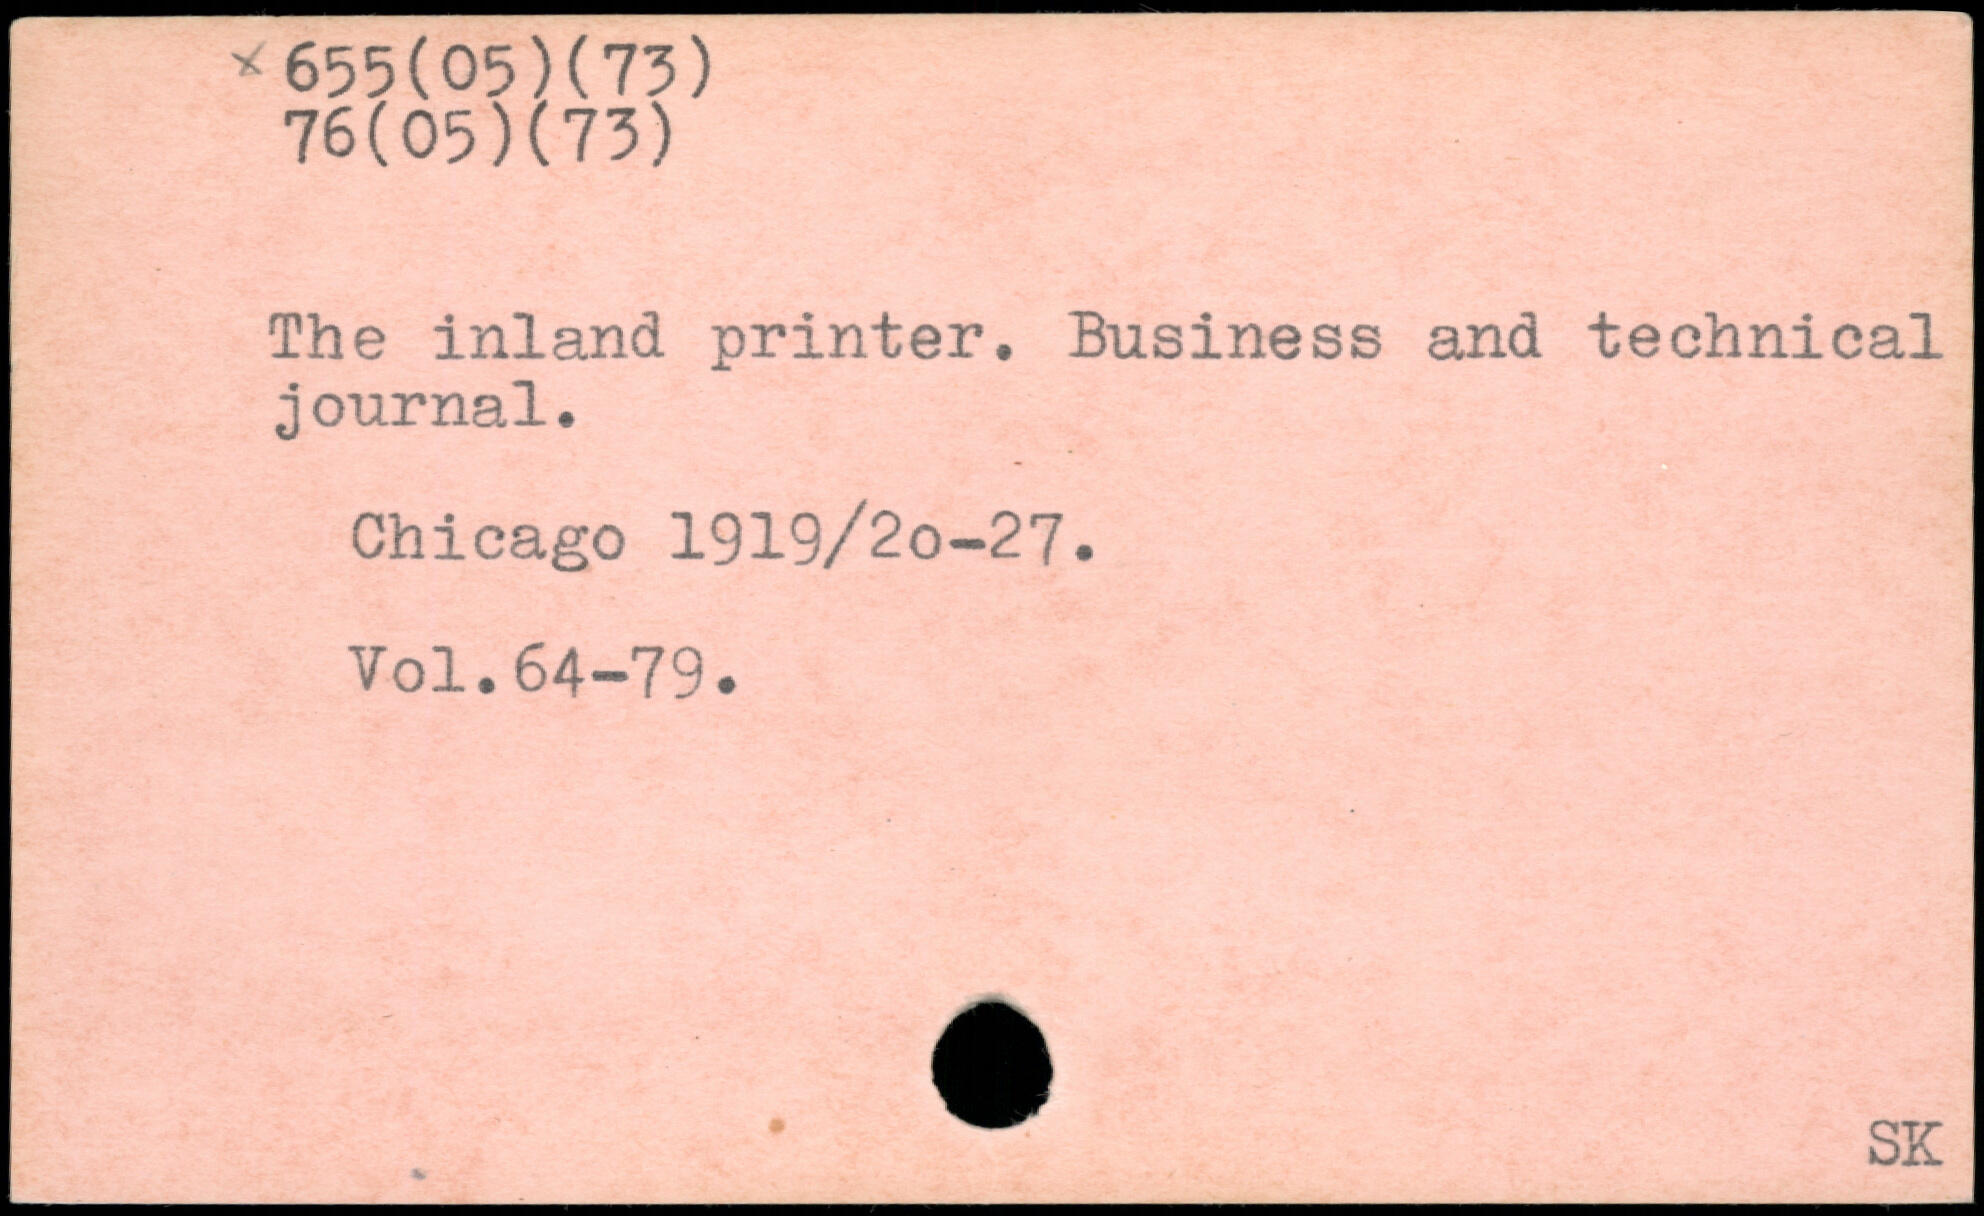 x 655(05)(73)
76(05)(73)
The inland printer. Business and technical
journal.
Chicago 1919/2o-27.
Vol.64-79.
SK